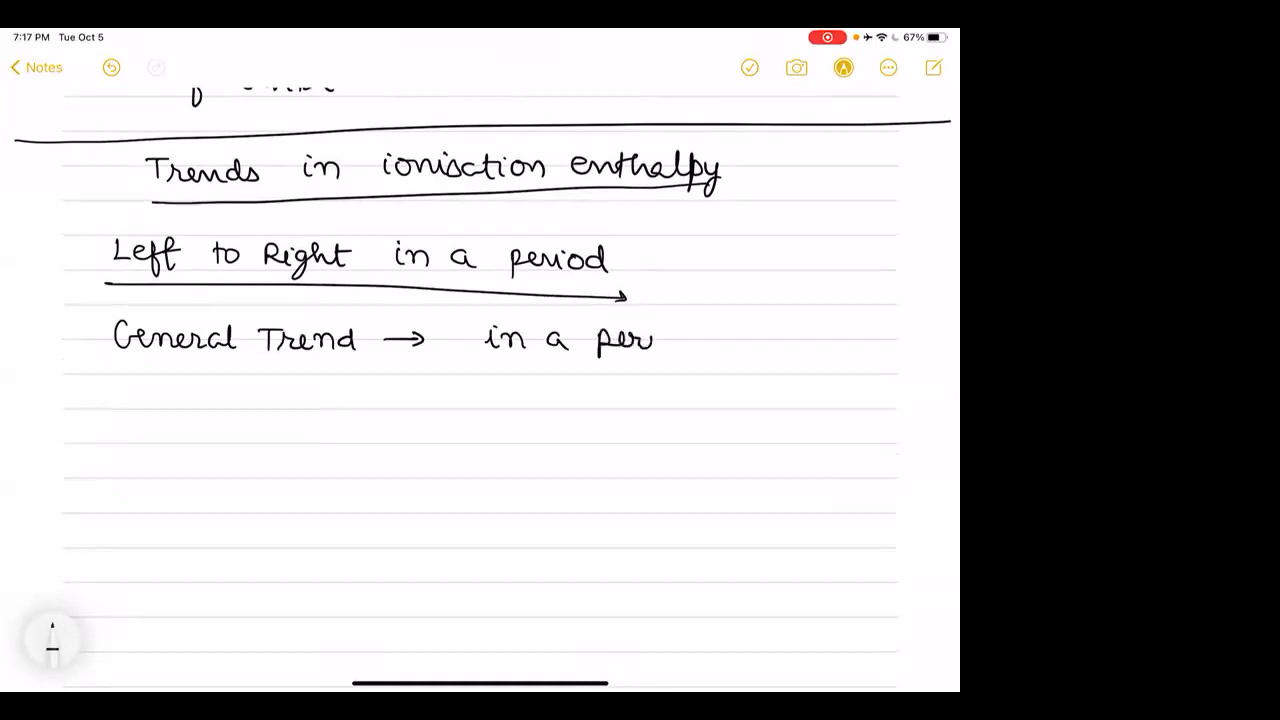 7:17 PM Tue Oct 5
67%
Notes
Trends in ionisation enthalpy
Left to Right in a period
General Trend → in a per